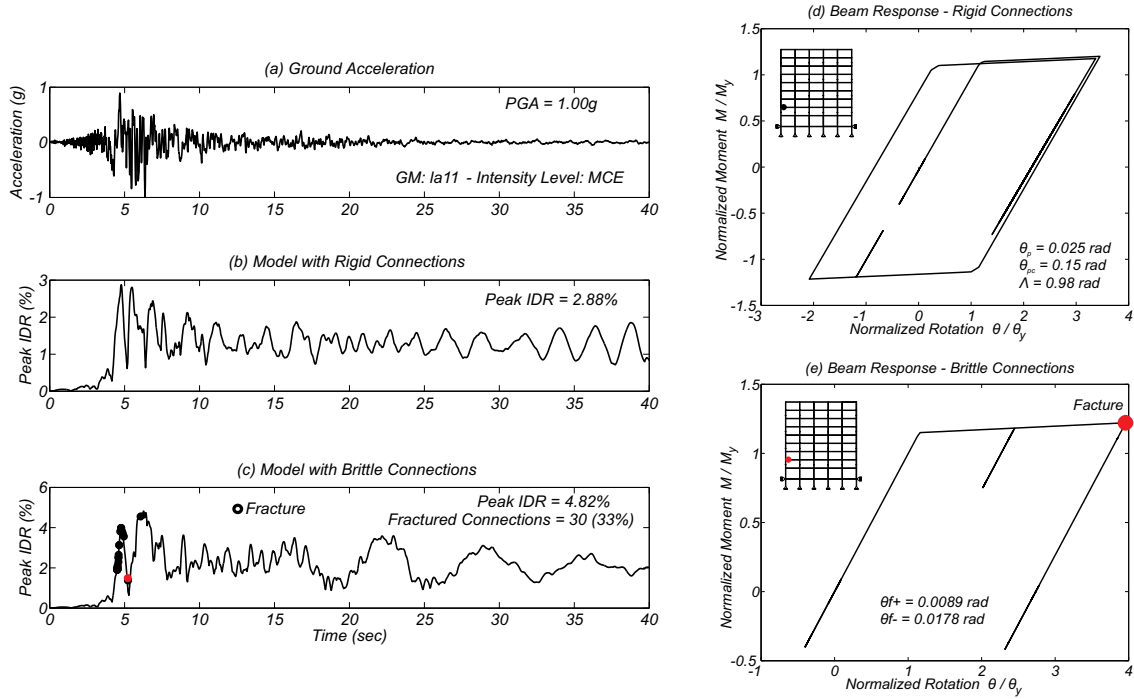 (a) Ground Acceleration
Acceleration (g)
1
0
-1
PGA = 1.00g
GM: la11 - Intensity Level: MCE
0 5 10 15 20 25 30 35 40
(b) Model with Rigid Connections
Peak IDR (%)
3
2
1
0
Peak IDR = 2.88%
0 5 10 15 20 25 30 35 40
(c) Model with Brittle Connections
Peak IDR (%)
6
4
2
0
Fracture
Peak IDR = 4.82%
Fractured Connections = 30 (33%)
0 5 10 15 20 25 30 35 40
Time (sec)
(d) Beam Response - Rigid Connections
Normalized Moment M / My
1.5
1
0.5
0
-0.5
-1
-1.5
θp = 0.025 rad
θpc = 0.15 rad
Λ = 0.98 rad
-3 -2 -1 0 1 2 3 4
Normalized Rotation θ / θy
(e) Beam Response - Brittle Connections
Normalized Moment M / My
1.5
1
0.5
0
-0.5
Facture
θf+ = 0.0089 rad
θf- = 0.0178 rad
-1 0 1 2 3 4
Normalized Rotation θ / θy